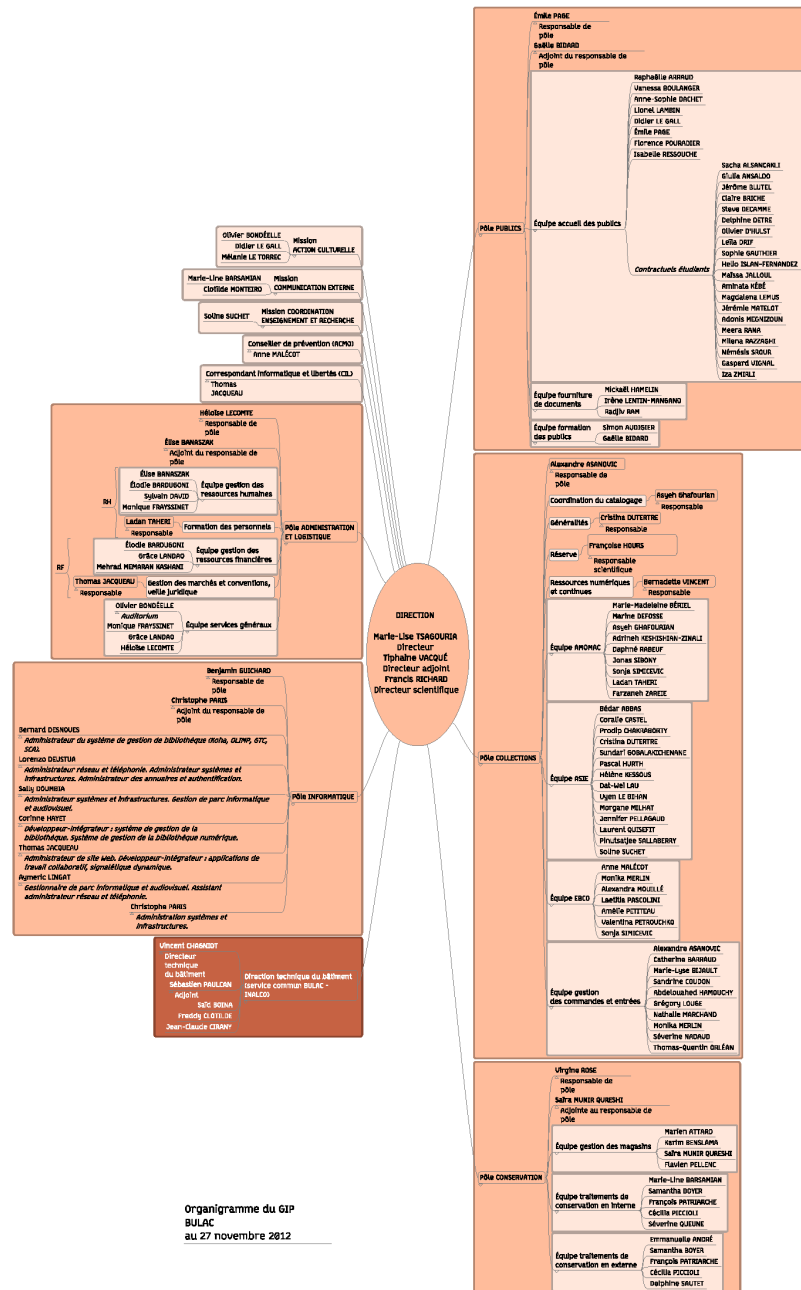 Émile PAGE
Responsable de
pôle
Gaëlle BIDARD
Adjoint du responsable de
pôle
Pôle PUBLICS
Équipe accueil des publics
Raphaëlle ARRAUD
Vanessa BOULANGER
Anne-Sophie DACHET
Lionel LAMBIN
Didier LE GALL
Émile PAGE
Florence POURADIER
Isabelle RESSOUCHE
Contractuels étudiants
Sacha ALSANCAKLI
Giulia ANSALDO
Jérôme BLUTEL
Claire BRICHE
Steve DECAMME
Delphine DETRE
Olivier D'HULST
Leïla DRIF
Sophie GAUTHIER
Helio ISLAN-FERNANDEZ
Maïssa JALLOUL
Aminata KÉBÉ
Magdalena LEMUS
Jérémie MATELOT
Adonis MEGNIZOUN
Meera RANA
Milena RAZZAGHI
Némésis SROUR
Gaspard VIGNAL
Iza ZMIRLI
Équipe fourniture
de documents
Mickaël HAMELIN
Irène LENTIN-MANGANO
Radjiv RAM
Équipe formation
des publics
Simon AUDIGIER
Gaëlle BIDARD
Olivier BONDÉELLE
Didier LE GALL
Mélanie LE TORREC
Mission
ACTION CULTURELLE
Marie-Line BARSAMIAN
Clotilde MONTEIRO
Mission
COMMUNICATION EXTERNE
Soline SUCHET
Mission COORDINATION
ENSEIGNEMENT ET RECHERCHE
Conseiller de prévention (ACMO)
Anne MALÉCOT
Correspondant informatique et libertés (CIL)
Thomas
JACQUEAU
Héloïse LECOMTE
Responsable de
pôle
Élise BANASZAK
Adjoint du responsable de
pôle
Pôle ADMINISTRATION
ET LOGISTIQUE
RH
Élise BANASZAK
Élodie BARDUGONI
Sylvain DAVID
Monique FRAYSSINET
Équipe gestion des
ressources humaines
Ladan TAHERI
Responsable
Formation des personnels
RF
Élodie BARDUGONI
Grâce LANDAO
Mehrad MEMARAN KASHANI
Équipe gestion des
ressources financières
Thomas JACQUEAU
Responsable
Gestion des marchés et conventions,
veille juridique
Olivier BONDÉELLE
Auditorium
Monique FRAYSSINET
Grâce LANDAO
Héloïse LECOMTE
Équipe services généraux
DIRECTION
Marie-Lise TSAGOURIA
Directeur
Tiphaine VACQUÉ
Directeur adjoint
Francis RICHARD
Directeur scientifique
Alexandre ASANOVIC
Responsable de
pôle
Pôle COLLECTIONS
Coordination du catalogage
Asyeh Ghafourian
Responsable
Généralités
Cristina DUTERTRE
Responsable
Réserve
Françoise HOURS
Responsable
scientifique
Ressources numériques
et continues
Bernadette VINCENT
Responsable
Équipe AMOMAC
Marie-Madeleine BÉRIEL
Marine DEFOSSE
Asyeh GHAFOURIAN
Adrineh KESHISHIAN-ZINALI
Daphné RABEUF
Jonas SIBONY
Sonja SIMICEVIC
Ladan TAHERI
Farzaneh ZAREIE
Équipe ASIE
Bédar ABBAS
Coralie CASTEL
Prodip CHAKRABORTY
Cristina DUTERTRE
Sundari GOBALAKICHENANE
Pascal HURTH
Hélène KESSOUS
Dat-Wei LAU
Uyen LE BIHAN
Morgane MILHAT
Jennifer PELLAGAUD
Laurent QUISEFIT
Pinutsatjee SALLABERRY
Soline SUCHET
Équipe EBCO
Anne MALÉCOT
Monika MERLIN
Alexandra MOUILLÉ
Laetitia PASCOLINI
Amélie PETITEAU
Valentina PETROUCHKO
Sonja SIMICEVIC
Équipe gestion
des commandes et entrées
Alexandre ASANOVIC
Catherine BARRAUD
Marie-Lyse BIJAULT
Sandrine COUDON
Abdelouahed HAMOUCHY
Grégory LOUGE
Nathalie MARCHAND
Monika MERLIN
Séverine NADAUD
Thomas-Quentin ORLÉAN
Benjamin GUICHARD
Responsable de
pôle
Christophe PARIS
Adjoint du responsable de
pôle
Pôle INFORMATIQUE
Bernard DESNOUES
Administrateur du système de gestion de bibliothèque (Koha, OLIMP, GTC,
SCA).
Lorenzo DEUSTUA
Administrateur réseau et téléphonie. Administrateur systèmes et
infrastructures. Administrateur des annuaires et authentification.
Sally DOUMBIA
Administrateur systèmes et infrastructures. Gestion de parc informatique
et audiovisuel.
Corinne HAYET
Développeur-intégrateur : système de gestion de la
bibliothèque. Système de gestion de la bibliothèque numérique.
Thomas JACQUEAU
Administrateur de site Web. Développeur-intégrateur : applications de
travail collaboratif, signalétique dynamique.
Aymeric LINGAT
Gestionnaire de parc informatique et audiovisuel. Assistant
administrateur réseau et téléphonie.
Christophe PARIS
Administration systèmes et
infrastructures.
Vincent CHAGNIOT
Directeur
technique
du bâtiment
Sébastien PAULCAN
Adjoint
Saïd BOINA
Freddy CLOTILDE
Jean-Claude CIRANY
Direction technique du bâtiment
(service commun BULAC -
INALCO)
Virgine ROSE
Responsable de
pôle
Saïra MUNIR QURESHI
Adjointe au responsable de
pôle
Pôle CONSERVATION
Équipe gestion des magasins
Marien ATTARD
Karim BENSLAMA
Saïra MUNIR QURESHI
Flavien PELLENC
Équipe traitements de
conservation en interne
Marie-Line BARSAMIAN
Samantha BOYER
François PATRIARCHE
Cécilia PICCIOLI
Séverine QUEUNE
Équipe traitements de
conservation en externe
Emmanuelle ANDRÉ
Samantha BOYER
François PATRIARCHE
Cécilia PICCIOLI
Delphine SAUTET
Organigramme du GIP
BULAC
au 27 novembre 2012